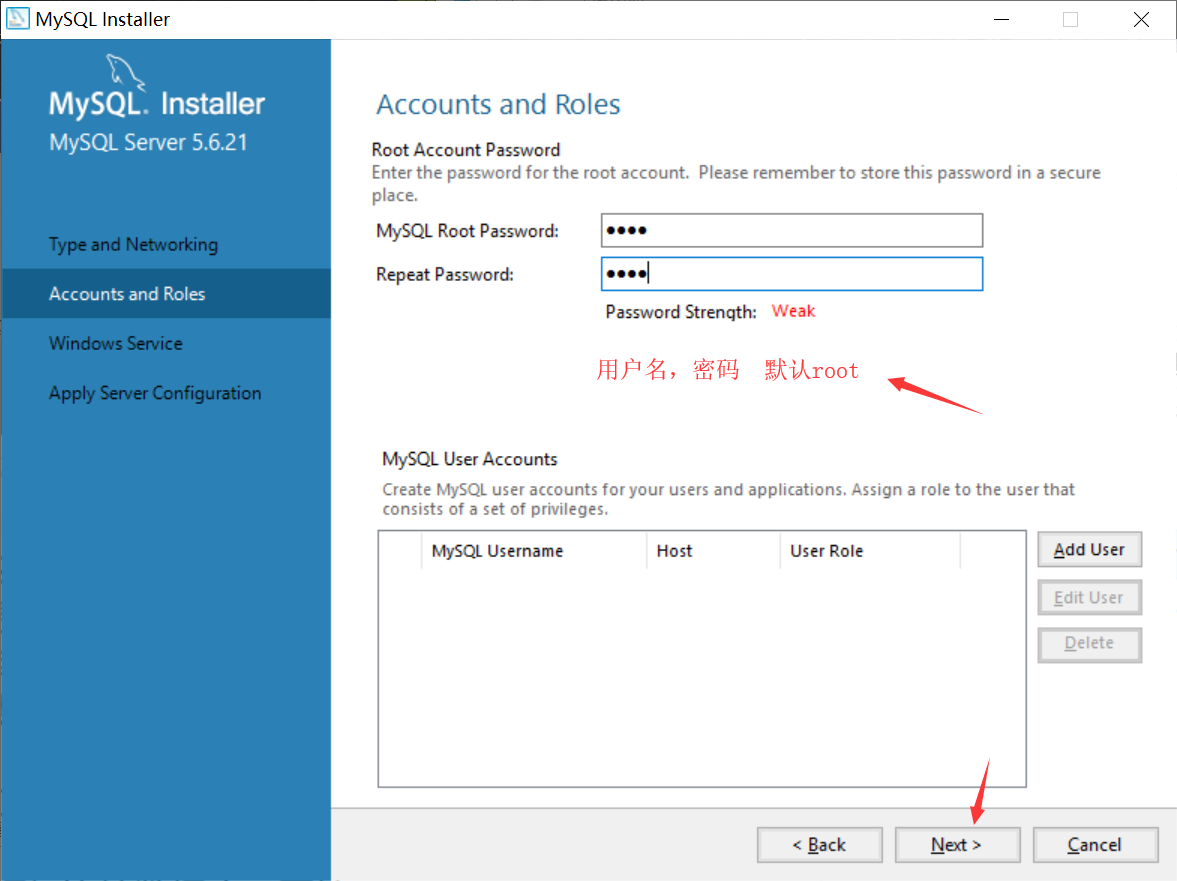 MySQL Installer
MySQL. Installer
MySQL Server 5.6.21
Type and Networking
Accounts and Roles
Windows Service
Apply Server Configuration
Accounts and Roles
Root Account Password
Enter the password for the root account. Please remember to store this password in a secure
place.
MySQL Root Password: ●●●●
Repeat Password: ●●●●
Password Strength: Weak
用户名，密码 默认root
MySQL User Accounts
Create MySQL user accounts for your users and applications. Assign a role to the user that
consists of a set of privileges.
MySQL Username Host User Role
Add User
Edit User
Delete
< Back Next > Cancel